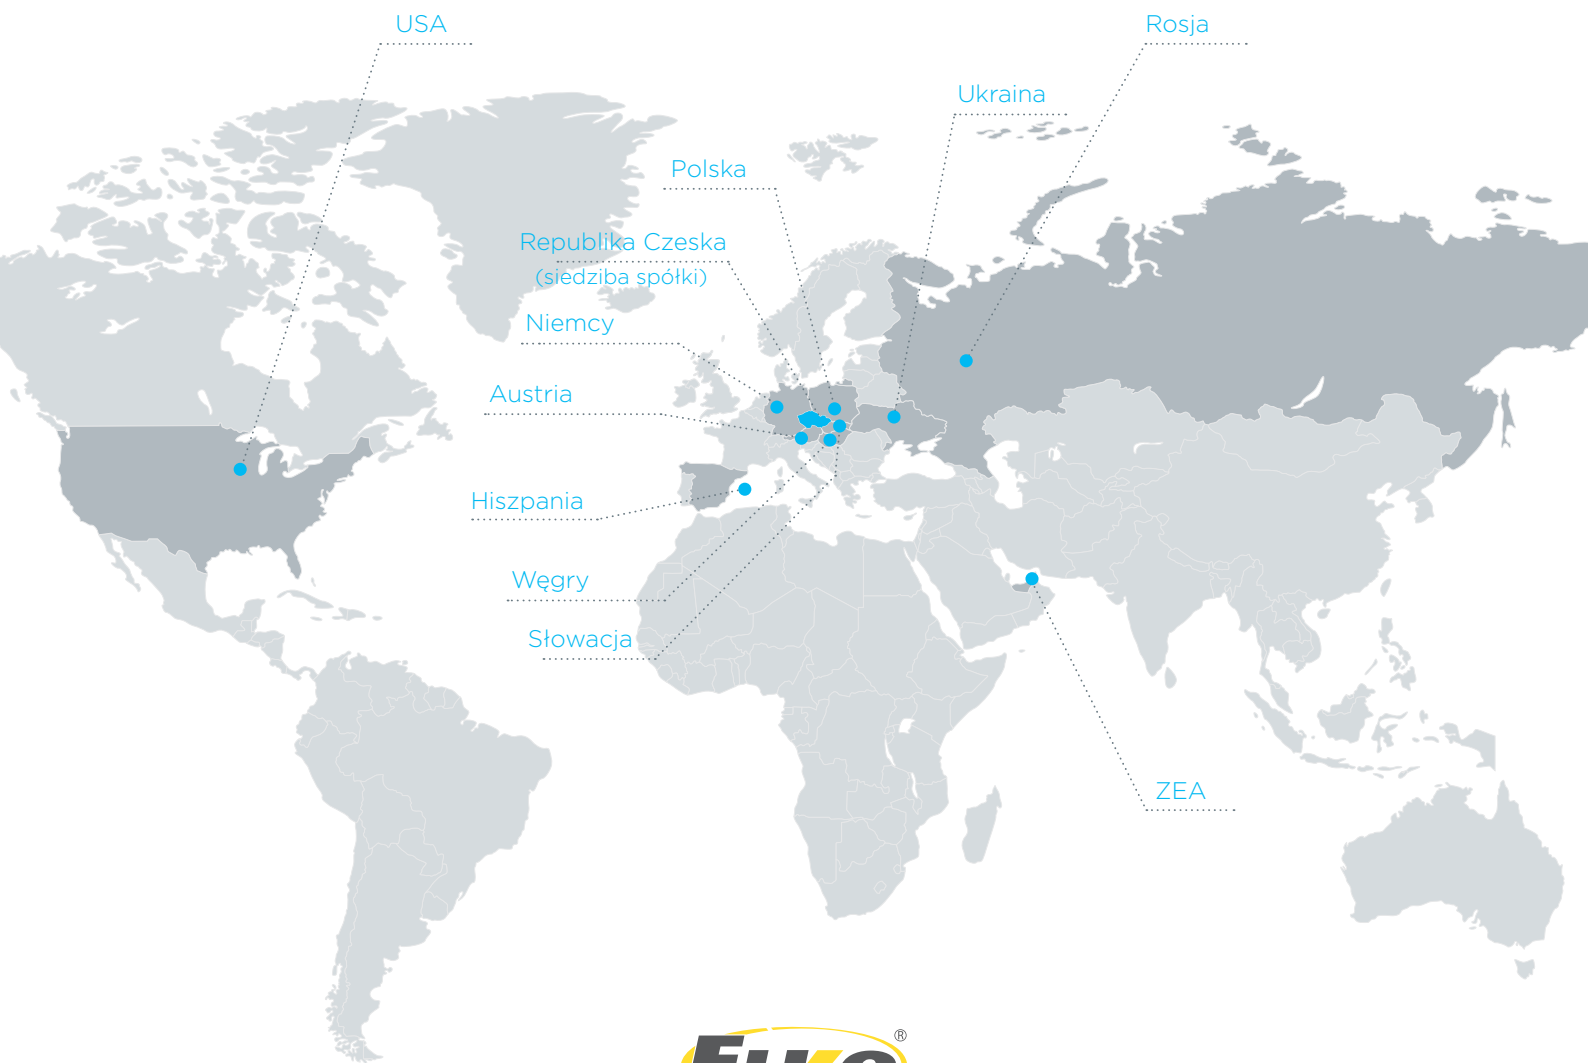 USA
Rosja
Ukraina
Polska
Republika Czeska
(siedziba spółki)
Niemcy
Austria
Hiszpania
Węgry
Słowacja
ZEA
®